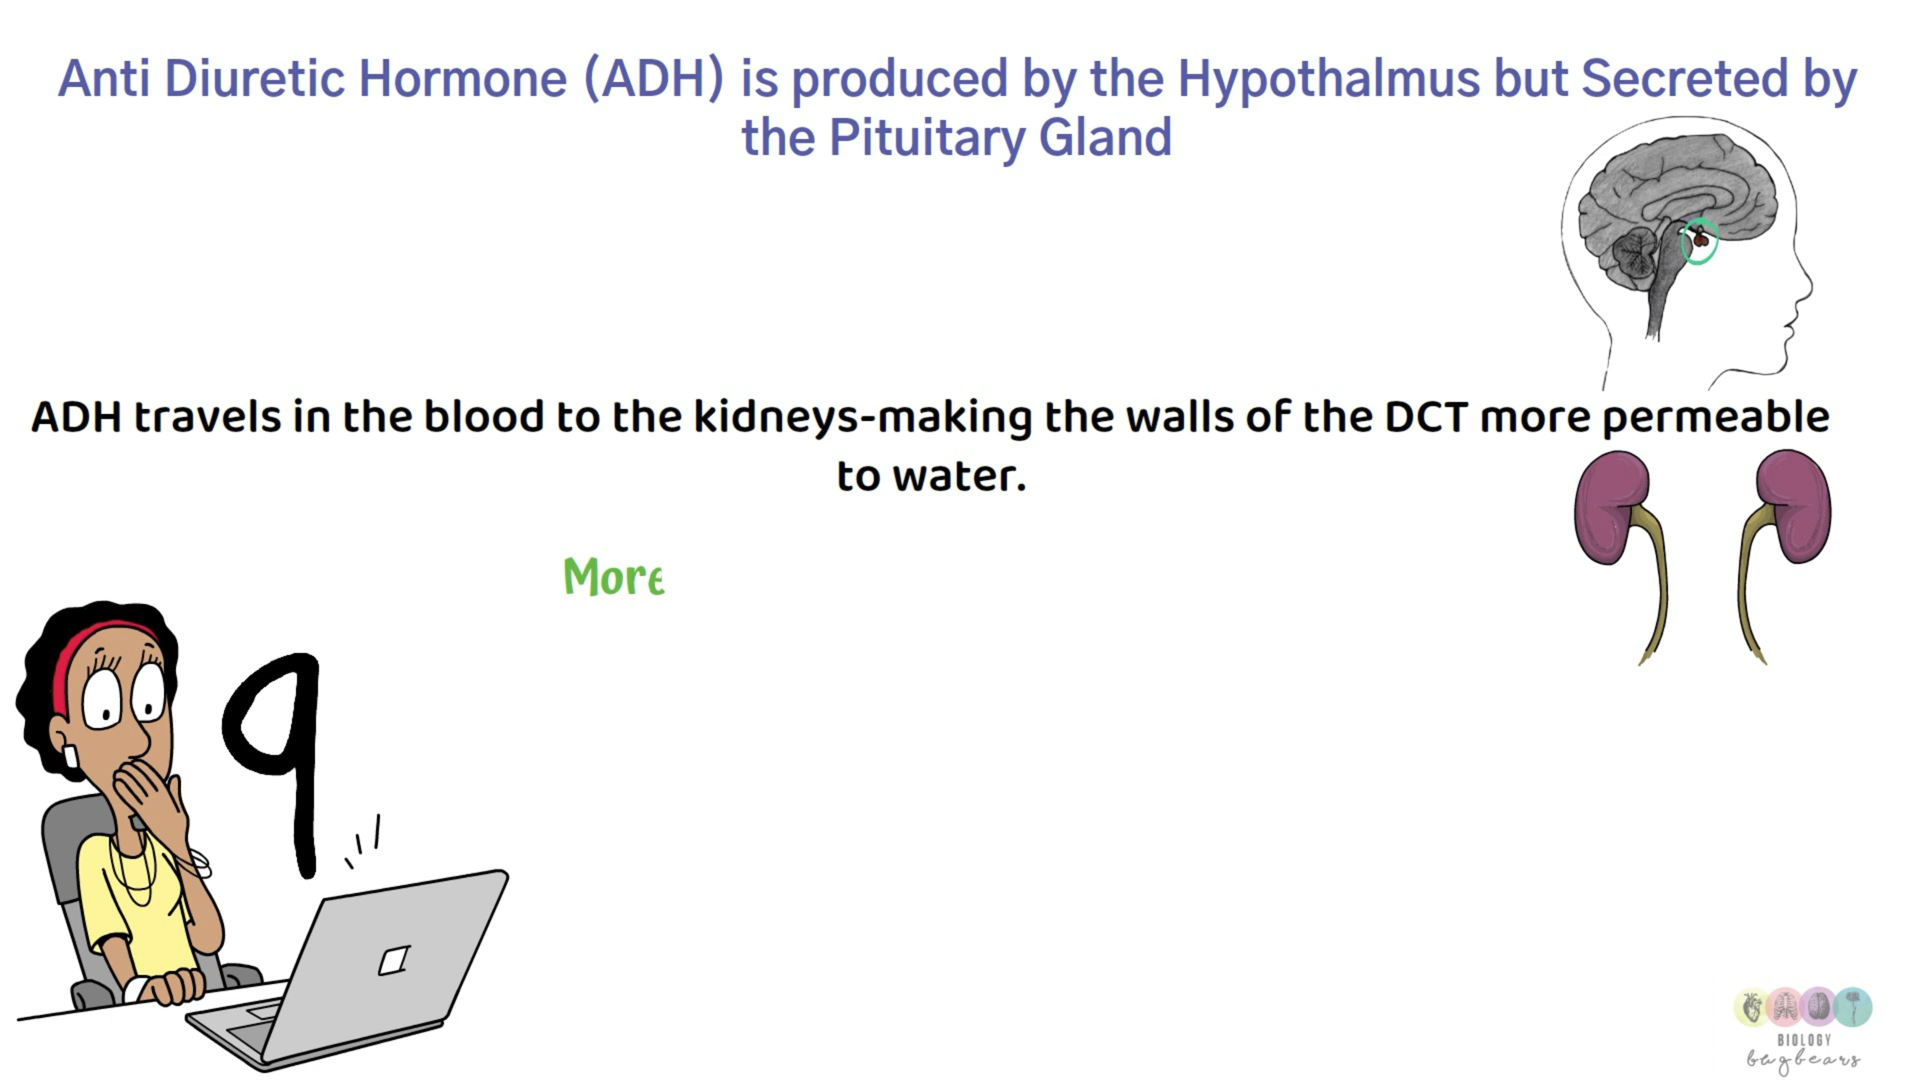 Anti Diuretic Hormone (ADH) is produced by the Hypothalmus but Secreted by
the Pituitary Gland
ADH travels in the blood to the kidneys-making the walls of the DCT more permeable
to water.
More
q
BIOLOGY
bugbears